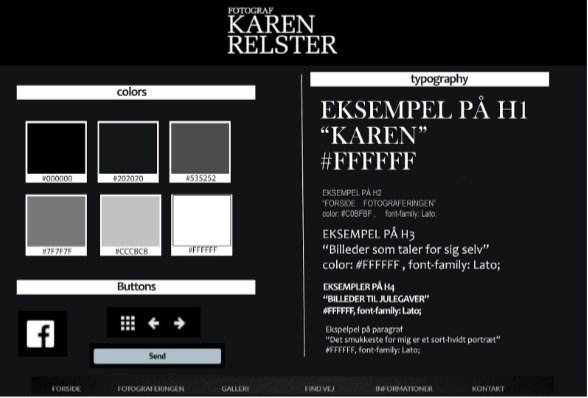 FOTOGRAF
KAREN
RELSTER
colors
#000000
#202020
#535252
#7F7F7F
#CCCBCB
#FFFFFF
Buttons
Send
typography
EKSEMPEL PÅ H1
“KAREN”
#FFFFFF
EKSEMPEL PÅ H2
“FORSIDE FOTOGRAFERINGEN”
color: #C0BFBF , font-family: Lato;
EKSEMPEL PÅ H3
“Billeder som taler for sig selv”
color: #FFFFFF , font-family: Lato;
EKSEMPLER PÅ H4
“BILLEDER TIL JULEGAVER”
#FFFFFF, font-family: Lato;
Ekspelpel på paragraf
“Det smukkeste for mig er et sort-hvidt portræt”
#FFFFFF, font-family: Lato;
FORSIDE FOTOGRAFERINGEN GALLERI FIND VEJ INFORMATIONER KONTAKT